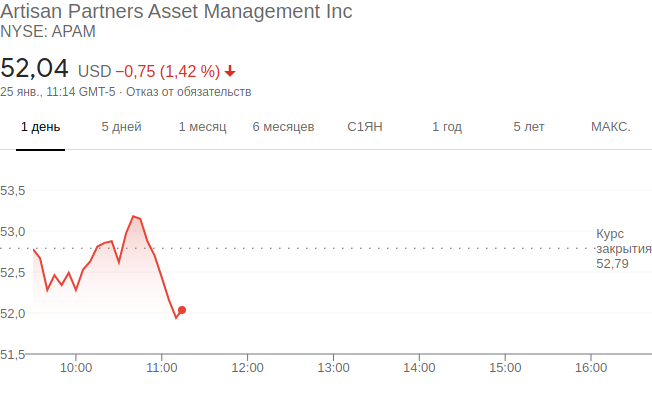 Artisan Partners Asset Management Inc
NYSE: APAM
52,04 USD −0,75 (1,42 %)
25 янв., 11:14 GMT-5 · Отказ от обязательств
1 день 5 дней 1 месяц 6 месяцев С1ЯН 1 год 5 лет МАКС.
53,5
53,0
Курс
закрытия
52,79
52,5
52,0
51,5
10:00 11:00 12:00 13:00 14:00 15:00 16:00